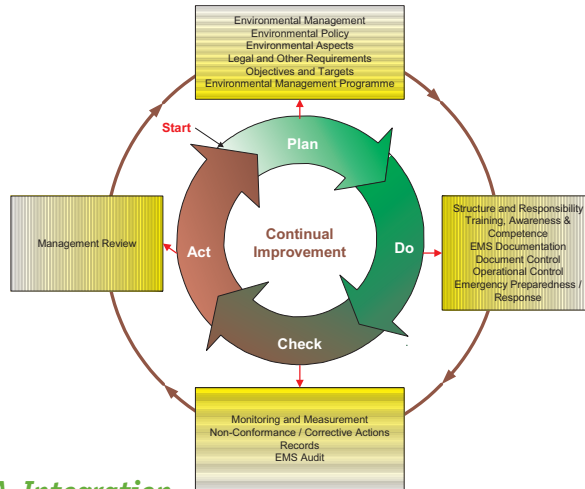 Environmental Management
Environmental Policy
Environmental Aspects
Legal and Other Requirements
Objectives and Targets
Environmental Management Programme
Start
Plan
Structure and Responsibility
Training, Awareness &
Competence
EMS Documentation
Document Control
Operational Control
Emergency Preparedness /
Response
Management Review
Continual
Improvement
Act
Do
Check
Monitoring and Measurement
Non-Conformance / Corrective Actions
Records
EMS Audit
Integration